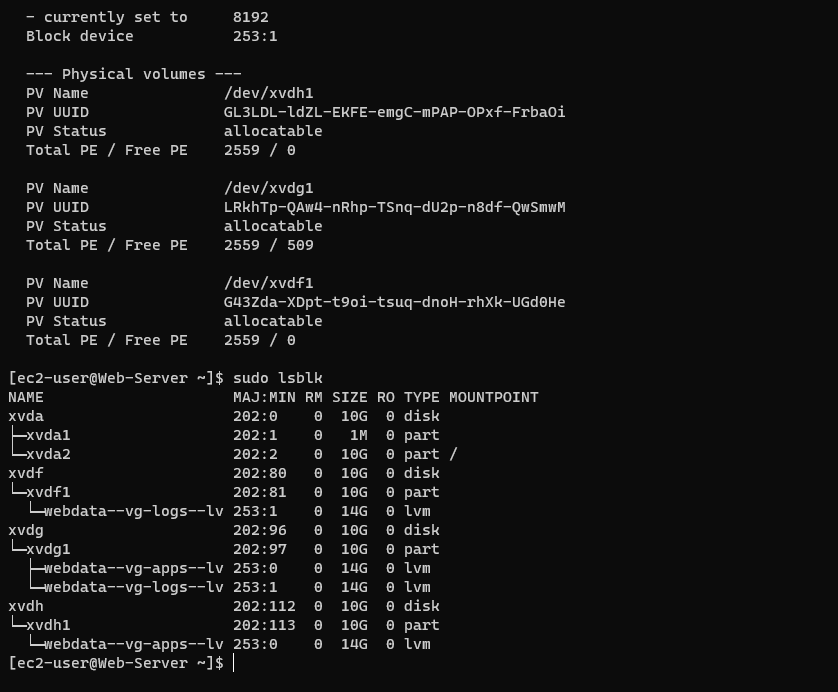 - currently set to     8192
Block device           253:1
--- Physical volumes ---
PV Name               /dev/xvdh1
PV UUID               GL3LDL-ldZL-EKFE-emgC-mPAP-OPxf-FrbaOi
PV Status             allocatable
Total PE / Free PE    2559 / 0
PV Name               /dev/xvdg1
PV UUID               LRkhTp-QAw4-nRhp-TSnq-dU2p-n8df-QwSmwM
PV Status             allocatable
Total PE / Free PE    2559 / 509
PV Name               /dev/xvdf1
PV UUID               G43Zda-XDpt-t9oi-tsuq-dnoH-rhXk-UGd0He
PV Status             allocatable
Total PE / Free PE    2559 / 0
[ec2-user@Web-Server ~]$ sudo lsblk
NAME                     MAJ:MIN RM SIZE RO TYPE MOUNTPOINT
xvda                     202:0    0  10G  0 disk
├─xvda1                  202:1    0   1M  0 part
└─xvda2                  202:2    0  10G  0 part /
xvdf                     202:80   0  10G  0 disk
└─xvdf1                  202:81   0  10G  0 part
  └─webdata--vg-logs--lv 253:1    0  14G  0 lvm
xvdg                     202:96   0  10G  0 disk
└─xvdg1                  202:97   0  10G  0 part
  ├─webdata--vg-apps--lv 253:0    0  14G  0 lvm
  └─webdata--vg-logs--lv 253:1    0  14G  0 lvm
xvdh                     202:112  0  10G  0 disk
└─xvdh1                  202:113  0  10G  0 part
  └─webdata--vg-apps--lv 253:0    0  14G  0 lvm
[ec2-user@Web-Server ~]$